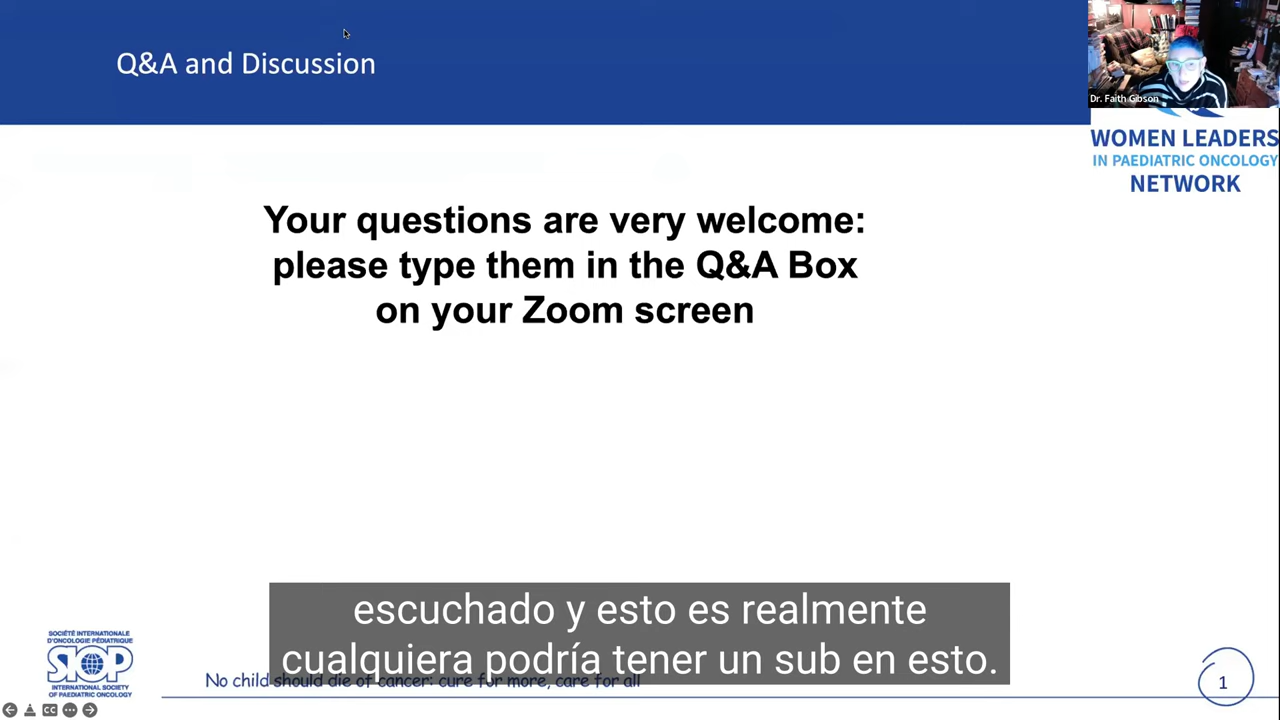 Q&A and Discussion
Dr. Faith Gibson
WOMEN LEADERS
IN PAEDIATRIC ONCOLOGY
NETWORK
Your questions are very welcome:
please type them in the Q&A Box
on your Zoom screen
escuchado y esto es realmente
cualquiera podría tener un sub en esto.
SOCIÉTÉ INTERNATIONALE
D'ONCOLOGIE PÉDIATRIQUE
SIOP
INTERNATIONAL SOCIETY
OF PAEDIATRIC ONCOLOGY
No child should die of cancer: cure for more, care for all
1
CC